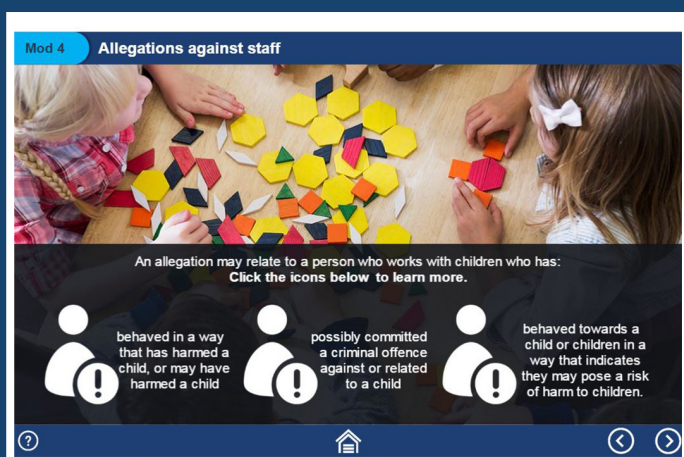 Mod 4
Allegations against staff
An allegation may relate to a person who works with children who has:
Click the icons below to learn more.
behaved in a way
that has harmed a
child, or may have
harmed a child
possibly committed
a criminal offence
against or related
to a child
behaved towards a
child or children in a
way that indicates
they may pose a risk
of harm to children.